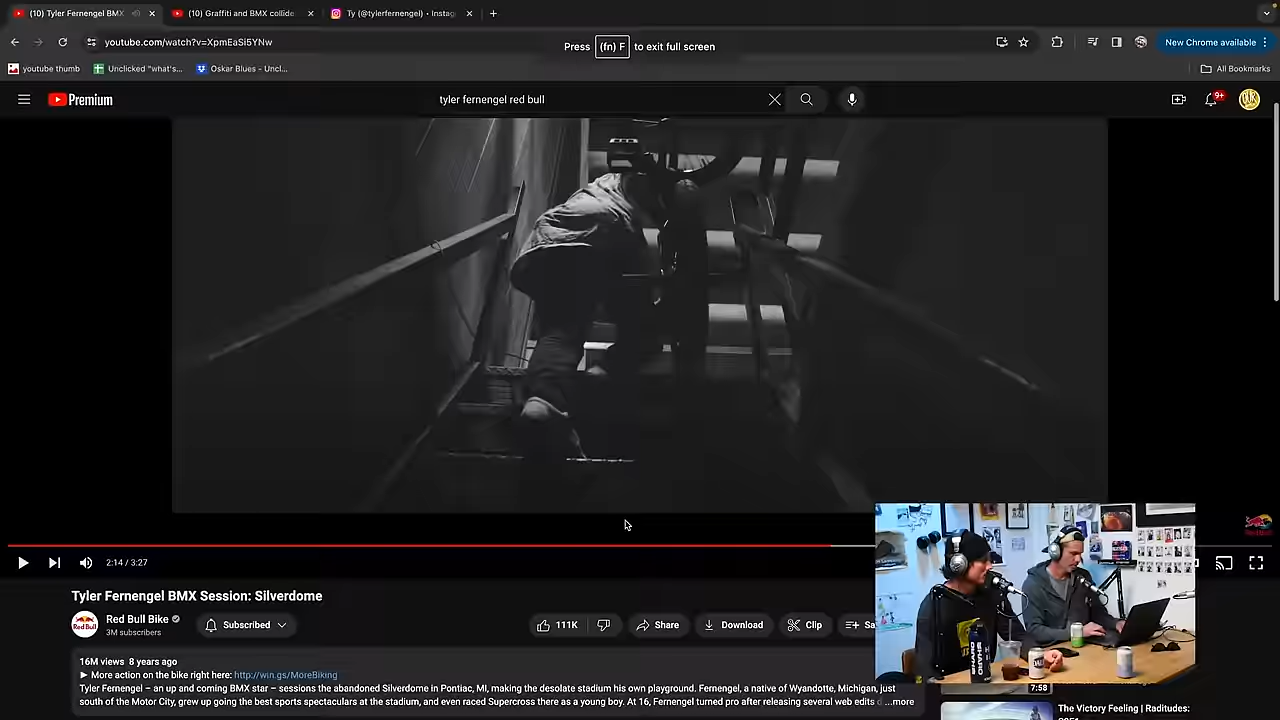 (10) Tyler Fernengel BMX
(10) Graffiti and BMX collide
Ty (@tylerfernengel) • Instag
youtube.com/watch?v=XpmEaSi5YNw
Press (fn) F to exit full screen
New Chrome available
youtube thumb
Unclicked "what's...
Oskar Blues - Uncl...
All Bookmarks
Premium
tyler fernengel red bull
9+
2:14 / 3:27
Tyler Fernengel BMX Session: Silverdome
Red Bull Bike
3M subscribers
Subscribed
111K
Share
Download
Clip
Sa
16M views 8 years ago
► More action on the bike right here: http://win.gs/MoreBiking
Tyler Fernengel – an up and coming BMX star – sessions the abandoned Silverdome in Pontiac, MI, making the desolate stadium his own playground. Fernengel, a native of Wyandotte, Michigan, just
south of the Motor City, grew up going the best sports spectaculars at the stadium, and even raced Supercross there as a young boy. At 16, Fernengel turned pro after releasing several web edits d ...more
7:58
The Victory Feeling | Raditudes: